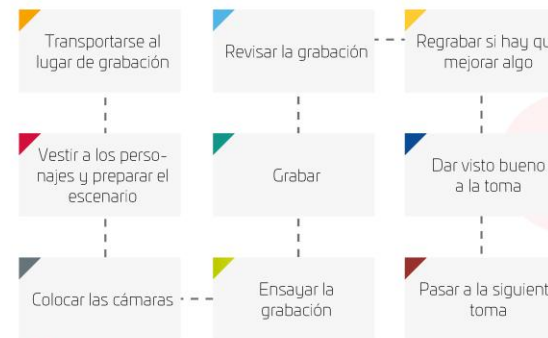 Transportarse al
lugar de grabación
Vestir a los perso-
najes y preparar el
escenario
Colocar las cámaras
Ensayar la
grabación
Grabar
Revisar la grabación
Regrabar si hay
mejorar algo
Dar visto bueno
a la toma
Pasar a la
toma